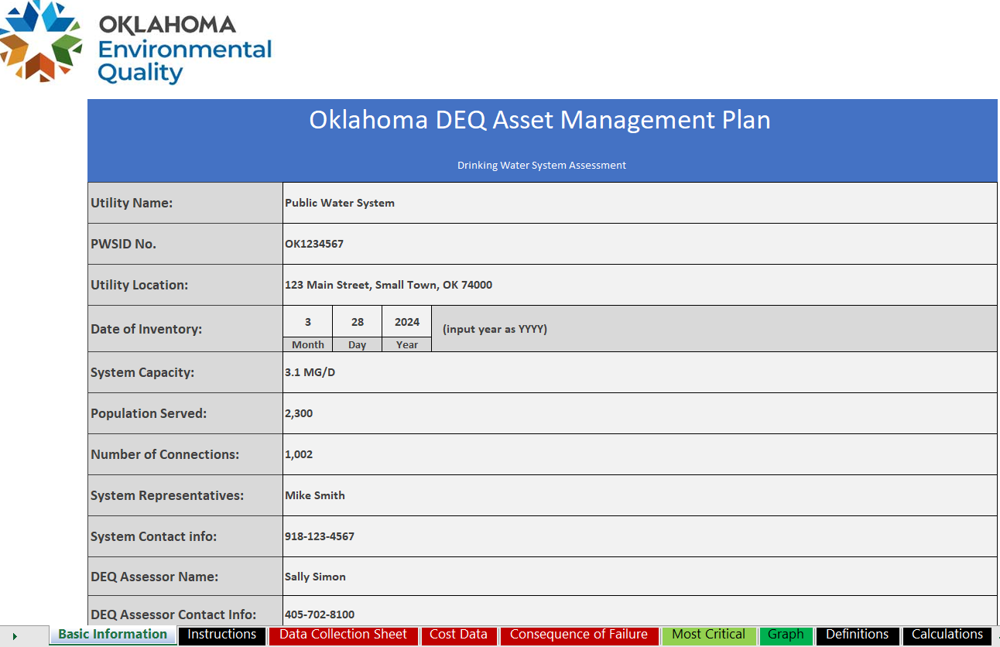 OKLAHOMA
Environmental
Quality
Oklahoma DEQ Asset Management Plan
Drinking Water System Assessment
Utility Name: Public Water System
PWSID No. OK1234567
Utility Location: 123 Main Street, Small Town, OK 74000
Date of Inventory: 3 28 2024 (input year as YYYY)
Month Day Year
System Capacity: 3.1 MG/D
Population Served: 2,300
Number of Connections: 1,002
System Representatives: Mike Smith
System Contact info: 918-123-4567
DEQ Assessor Name: Sally Simon
DEQ Assessor Contact Info: 405-702-8100
Basic Information Instructions Data Collection Sheet Cost Data Consequence of Failure Most Critical Graph Definitions Calculations